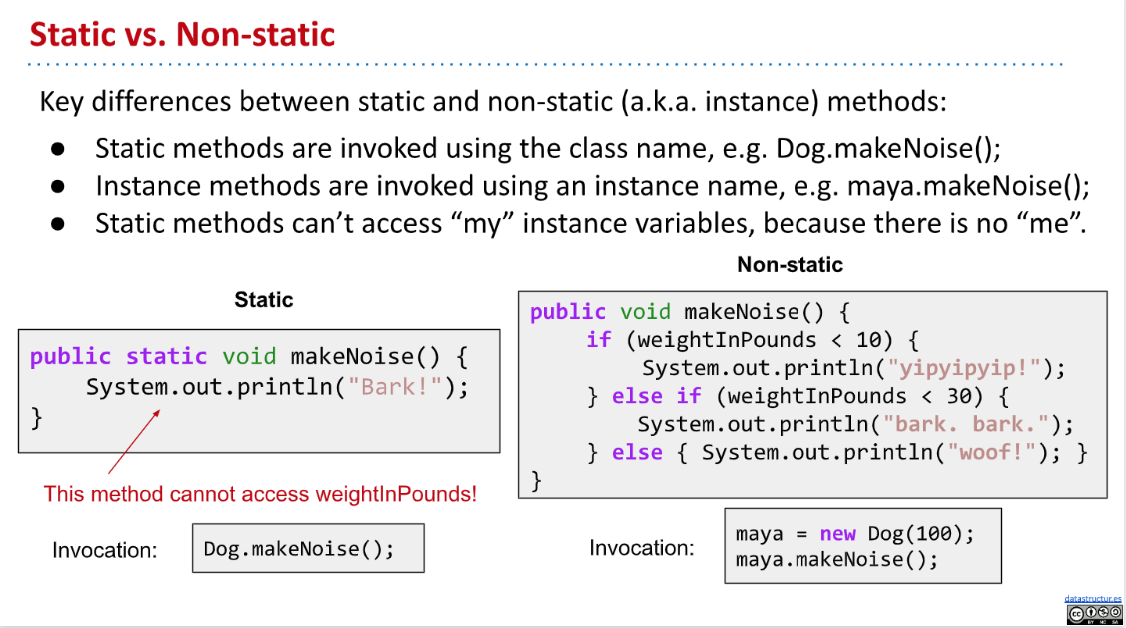 Static vs. Non-static
Key differences between static and non-static (a.k.a. instance) methods:
● Static methods are invoked using the class name, e.g. Dog.makeNoise();
● Instance methods are invoked using an instance name, e.g. maya.makeNoise();
● Static methods can’t access “my” instance variables, because there is no “me”.
Static
public static void makeNoise() {
    System.out.println("Bark!");
}
This method cannot access weightInPounds!
Invocation:
Dog.makeNoise();
Non-static
public void makeNoise() {
    if (weightInPounds < 10) {
        System.out.println("yipyipyip!");
    } else if (weightInPounds < 30) {
        System.out.println("bark. bark.");
    } else { System.out.println("woof!"); }
}
Invocation:
maya = new Dog(100);
maya.makeNoise();
datastructur.es
cc
BY NC SA